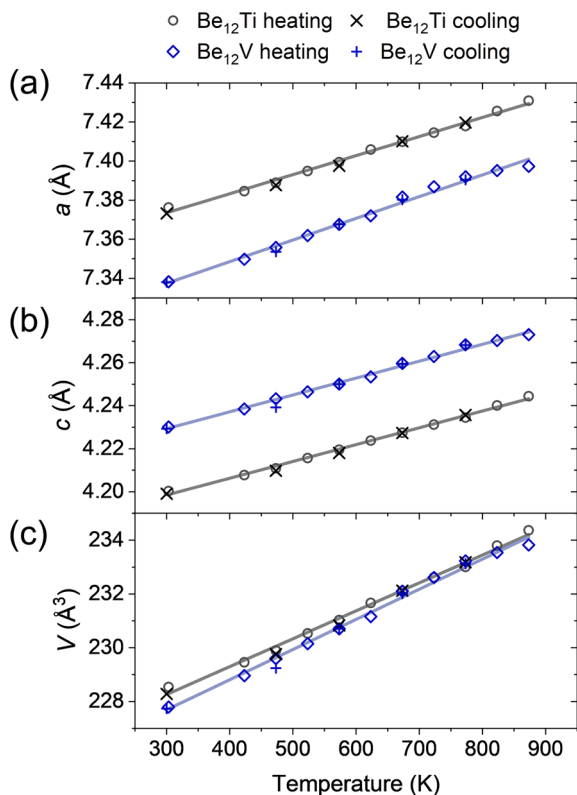 Be₁₂Ti heating Be₁₂Ti cooling
Be₁₂V heating Be₁₂V cooling
(a)
7.44
7.42
7.40
7.38
7.36
7.34
a (Å)
(b)
4.28
4.26
4.24
4.22
4.20
c (Å)
(c)
234
232
230
228
V (Å³)
300 400 500 600 700 800 900
Temperature (K)